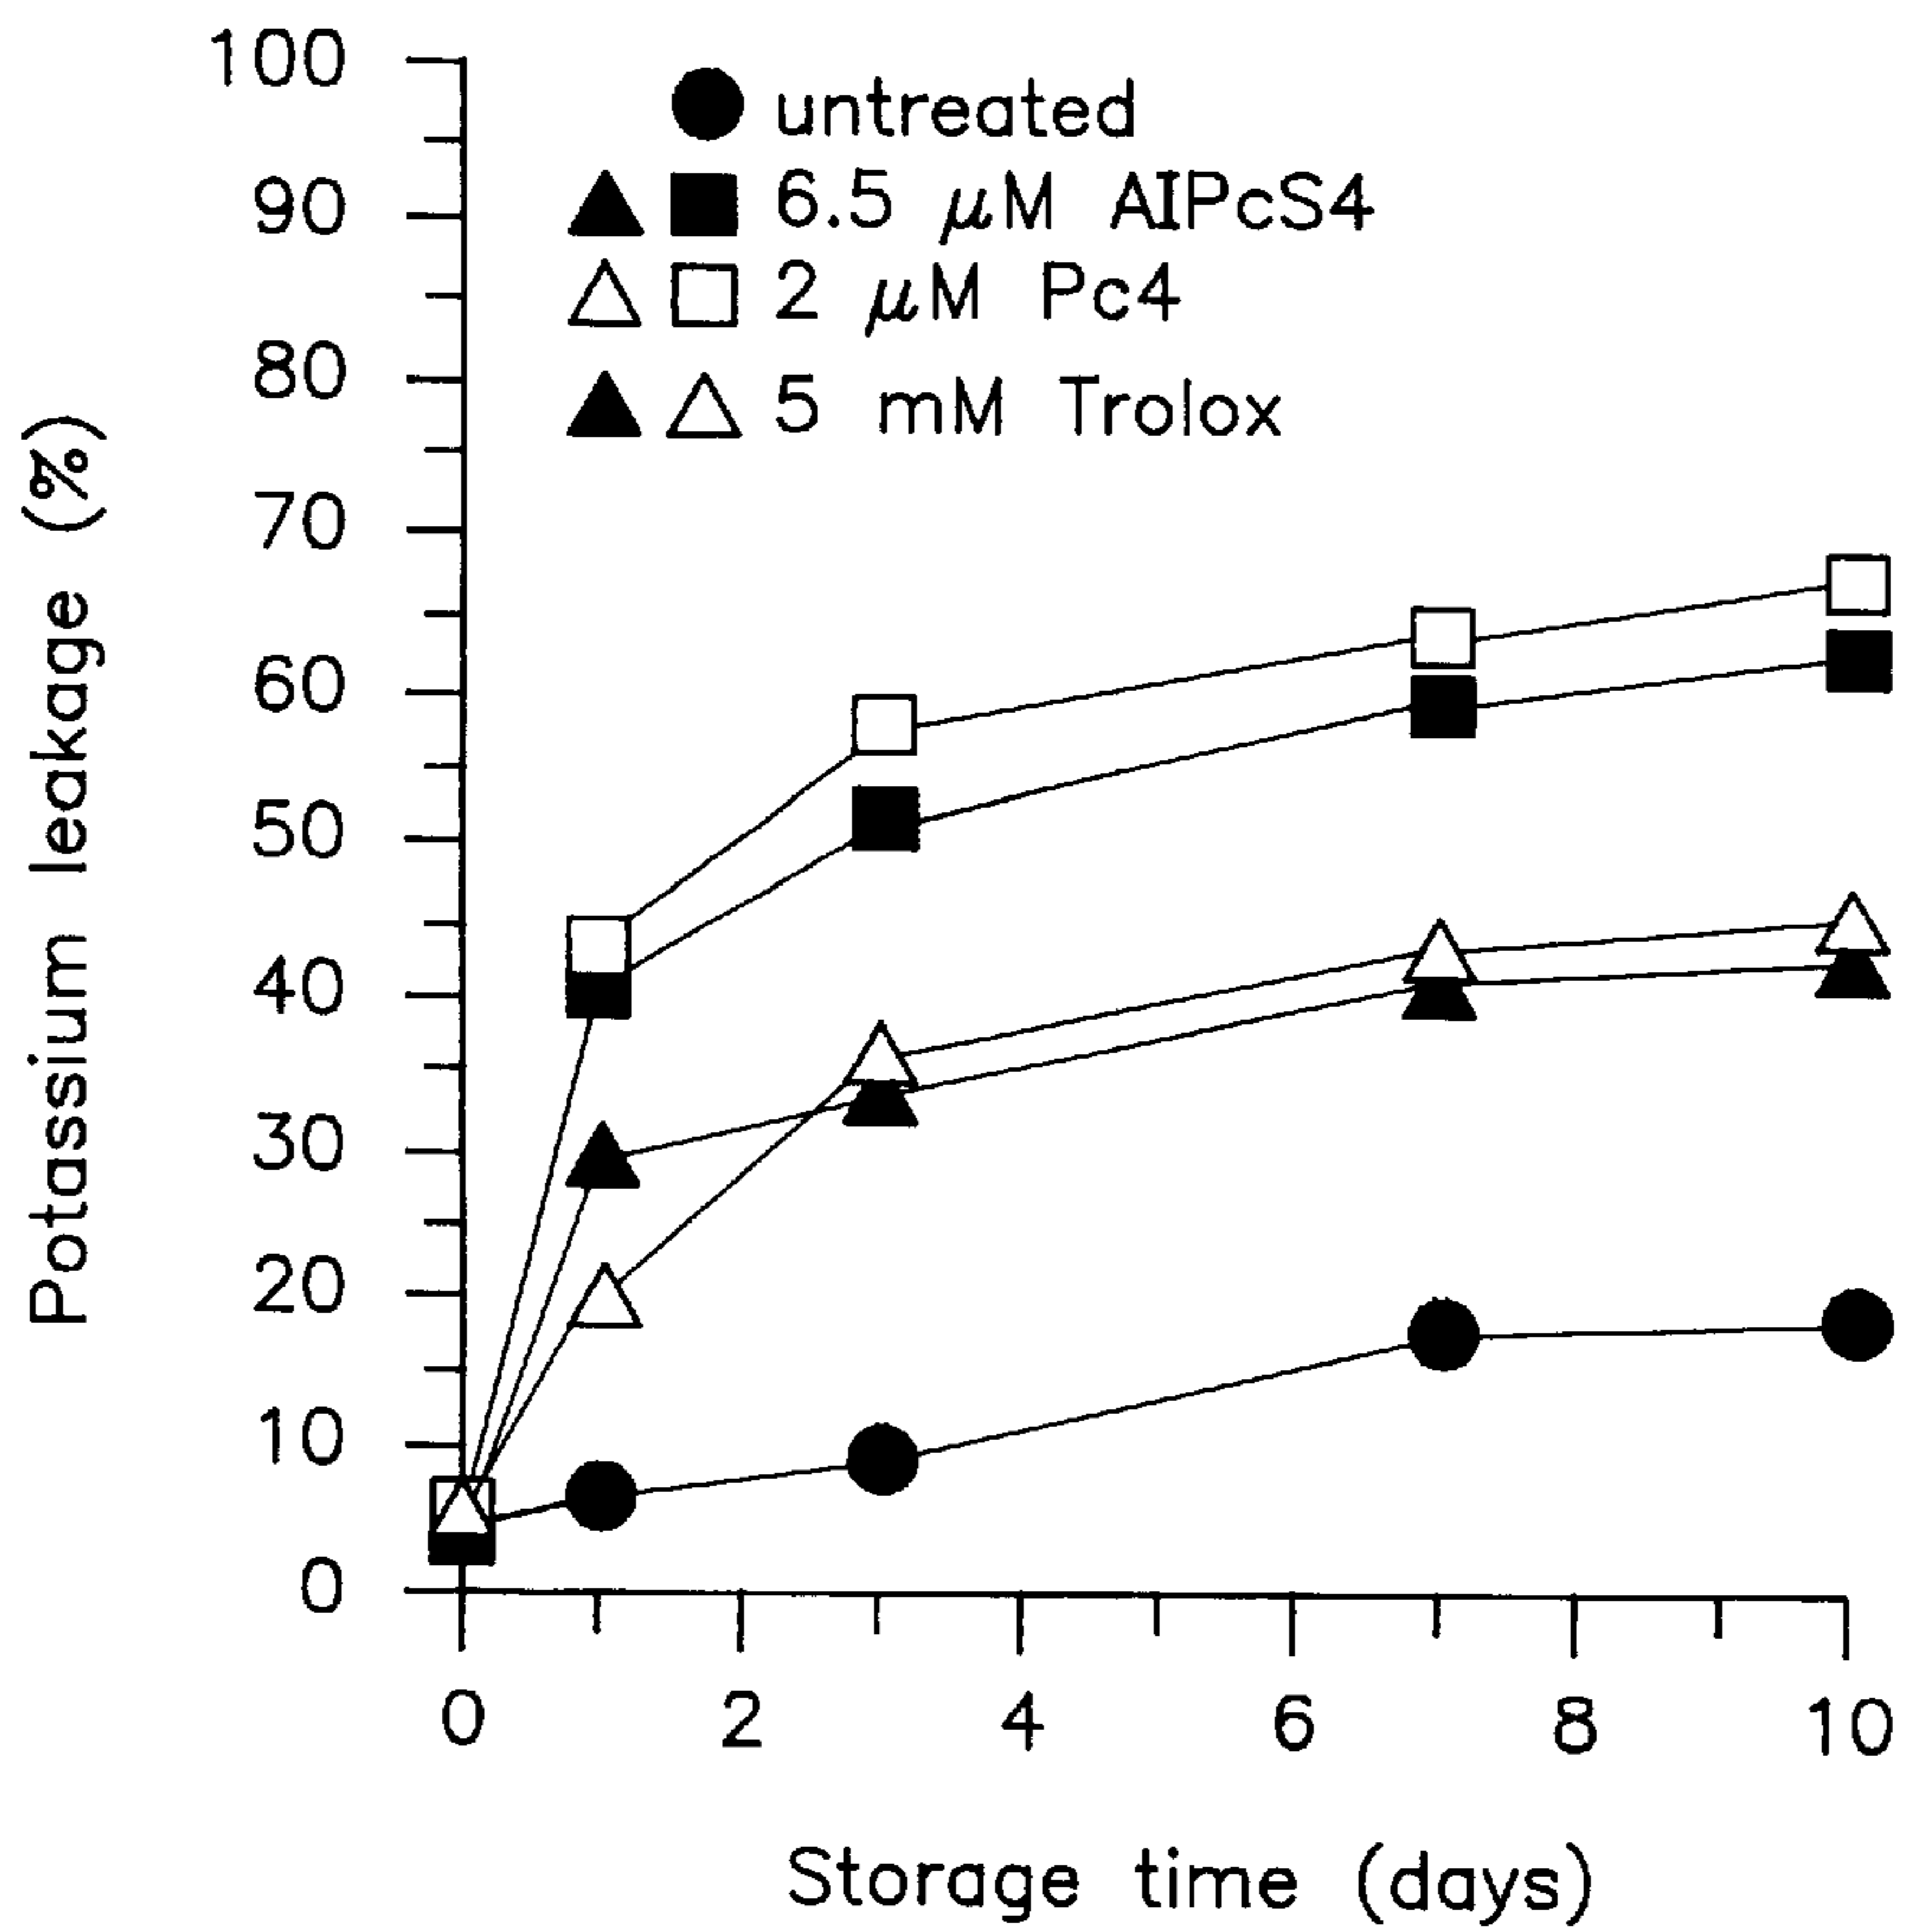 100
90
80
70
60
50
40
30
20
10
0
Potassium leakage (%)
untreated
6.5 μM AIPcS4
2 μM Pc4
5 mM Trolox
0 2 4 6 8 10
Storage time (days)